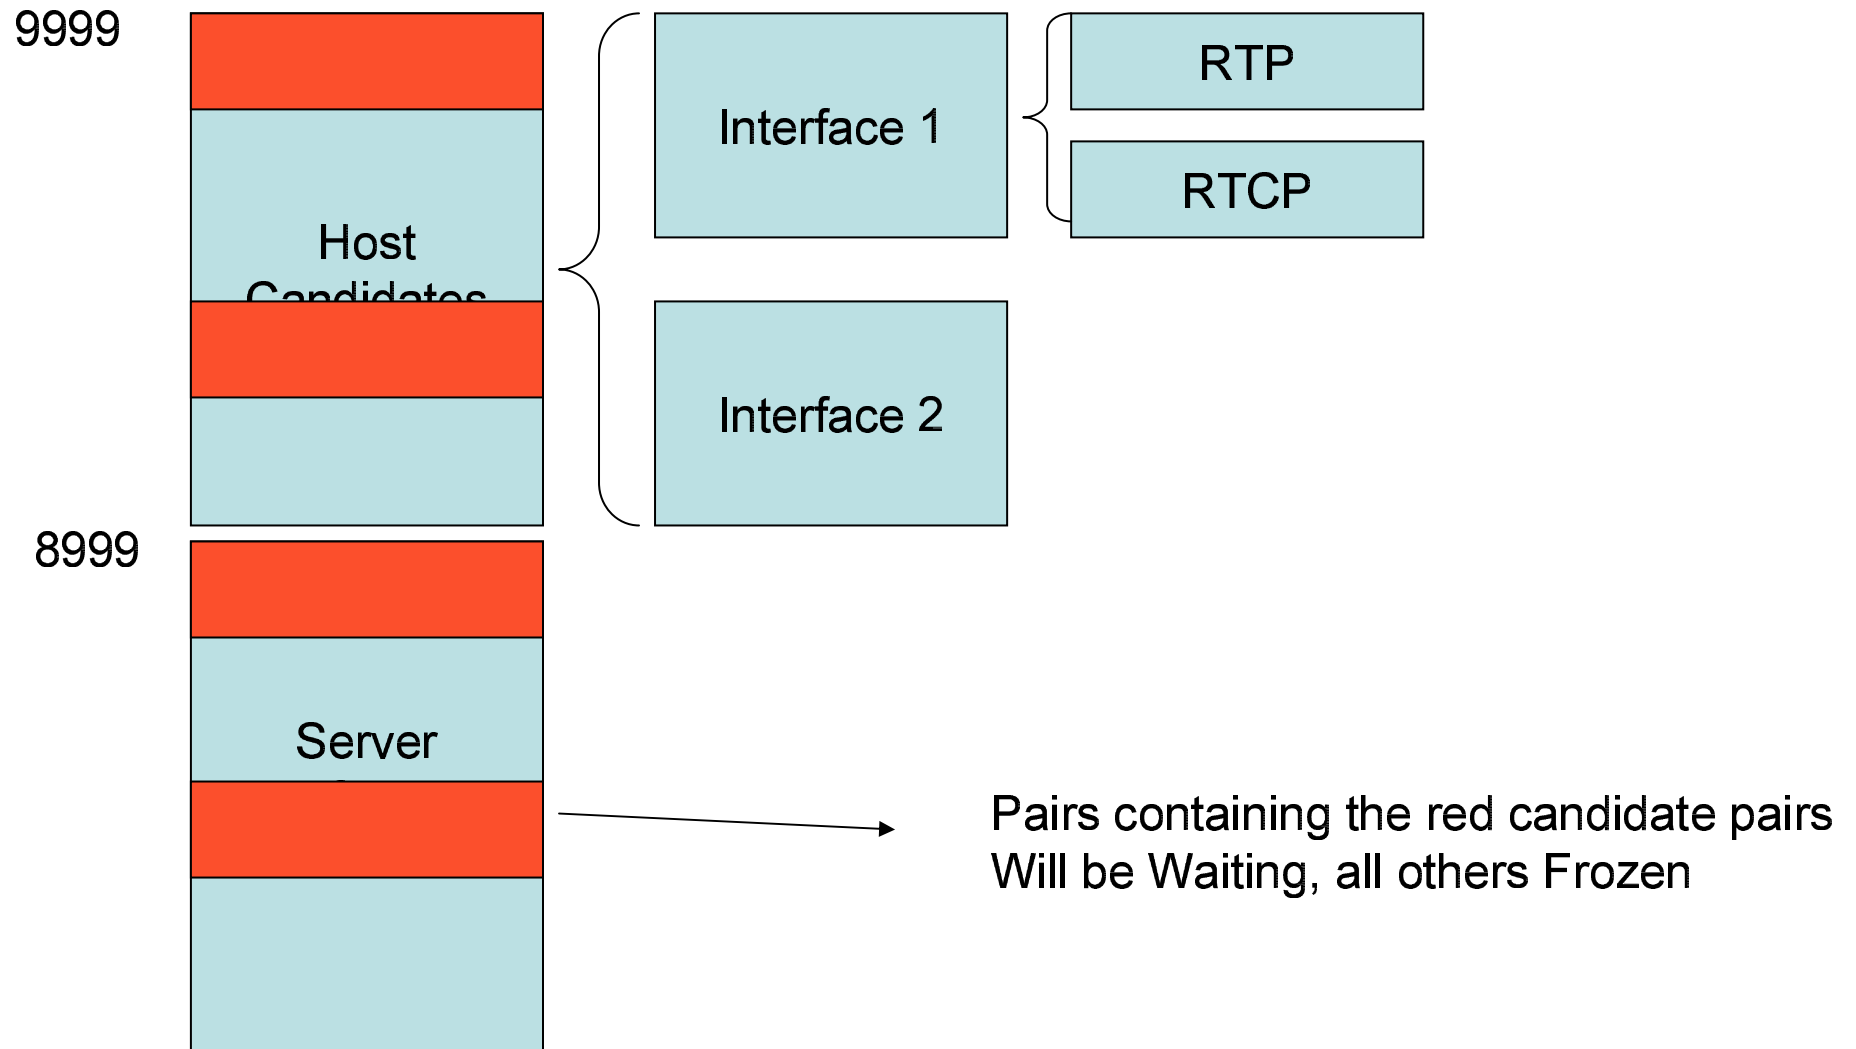 9999
Host
Candidates
Interface 1
RTP
RTCP
Interface 2
8999
Server
Pairs containing the red candidate pairs
Will be Waiting, all others Frozen